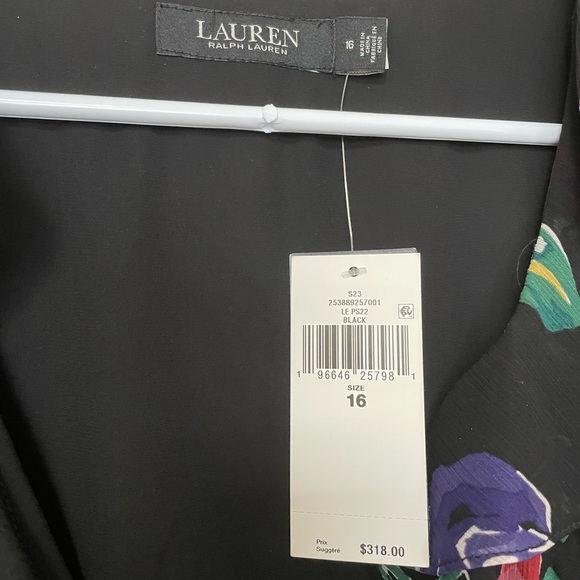 LAUREN
RALPH LAUREN
16
MADE IN
CHINA
FABRIQUÉ EN
CHINE
S23
253889257001
LE PS22
BLACK
1 96646 25798 1
SIZE
16
Prix
Suggéré
$318.00